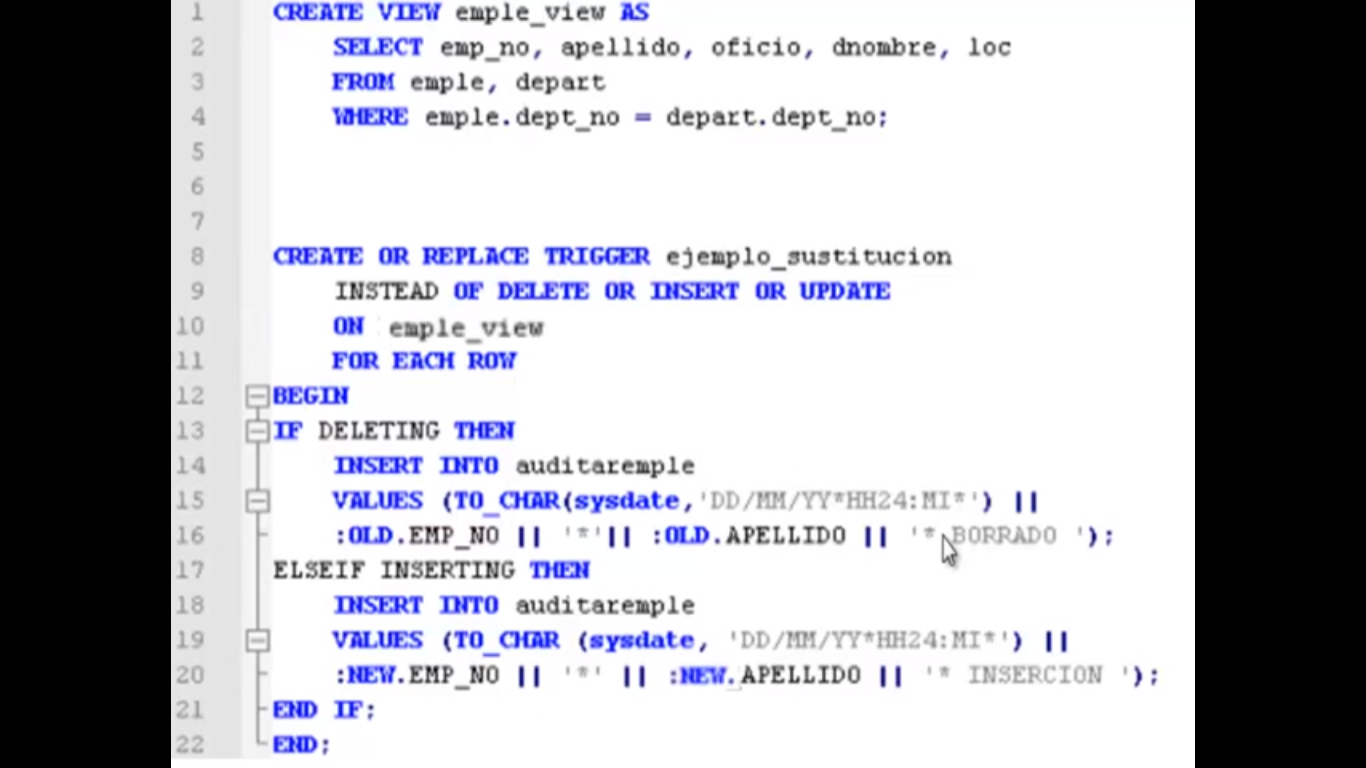 1 CREATE VIEW emple_view AS
2 SELECT emp_no, apellido, oficio, dnombre, loc
3 FROM emple, depart
4 WHERE emple.dept_no = depart.dept_no;
5
6
7
8 CREATE OR REPLACE TRIGGER ejemplo_sustitucion
9 INSTEAD OF DELETE OR INSERT OR UPDATE
10 ON emple_view
11 FOR EACH ROW
12 BEGIN
13 IF DELETING THEN
14 INSERT INTO auditaremple
15 VALUES (TO_CHAR(sysdate,'DD/MM/YY*HH24:MI*') ||
16 :OLD.EMP_NO || '*'|| :OLD.APELLIDO || '* BORRADO ');
17 ELSEIF INSERTING THEN
18 INSERT INTO auditaremple
19 VALUES (TO_CHAR (sysdate, 'DD/MM/YY*HH24:MI*') ||
20 :NEW.EMP_NO || '*' || :NEW.APELLIDO || '* INSERCION ');
21 END IF;
22 END;